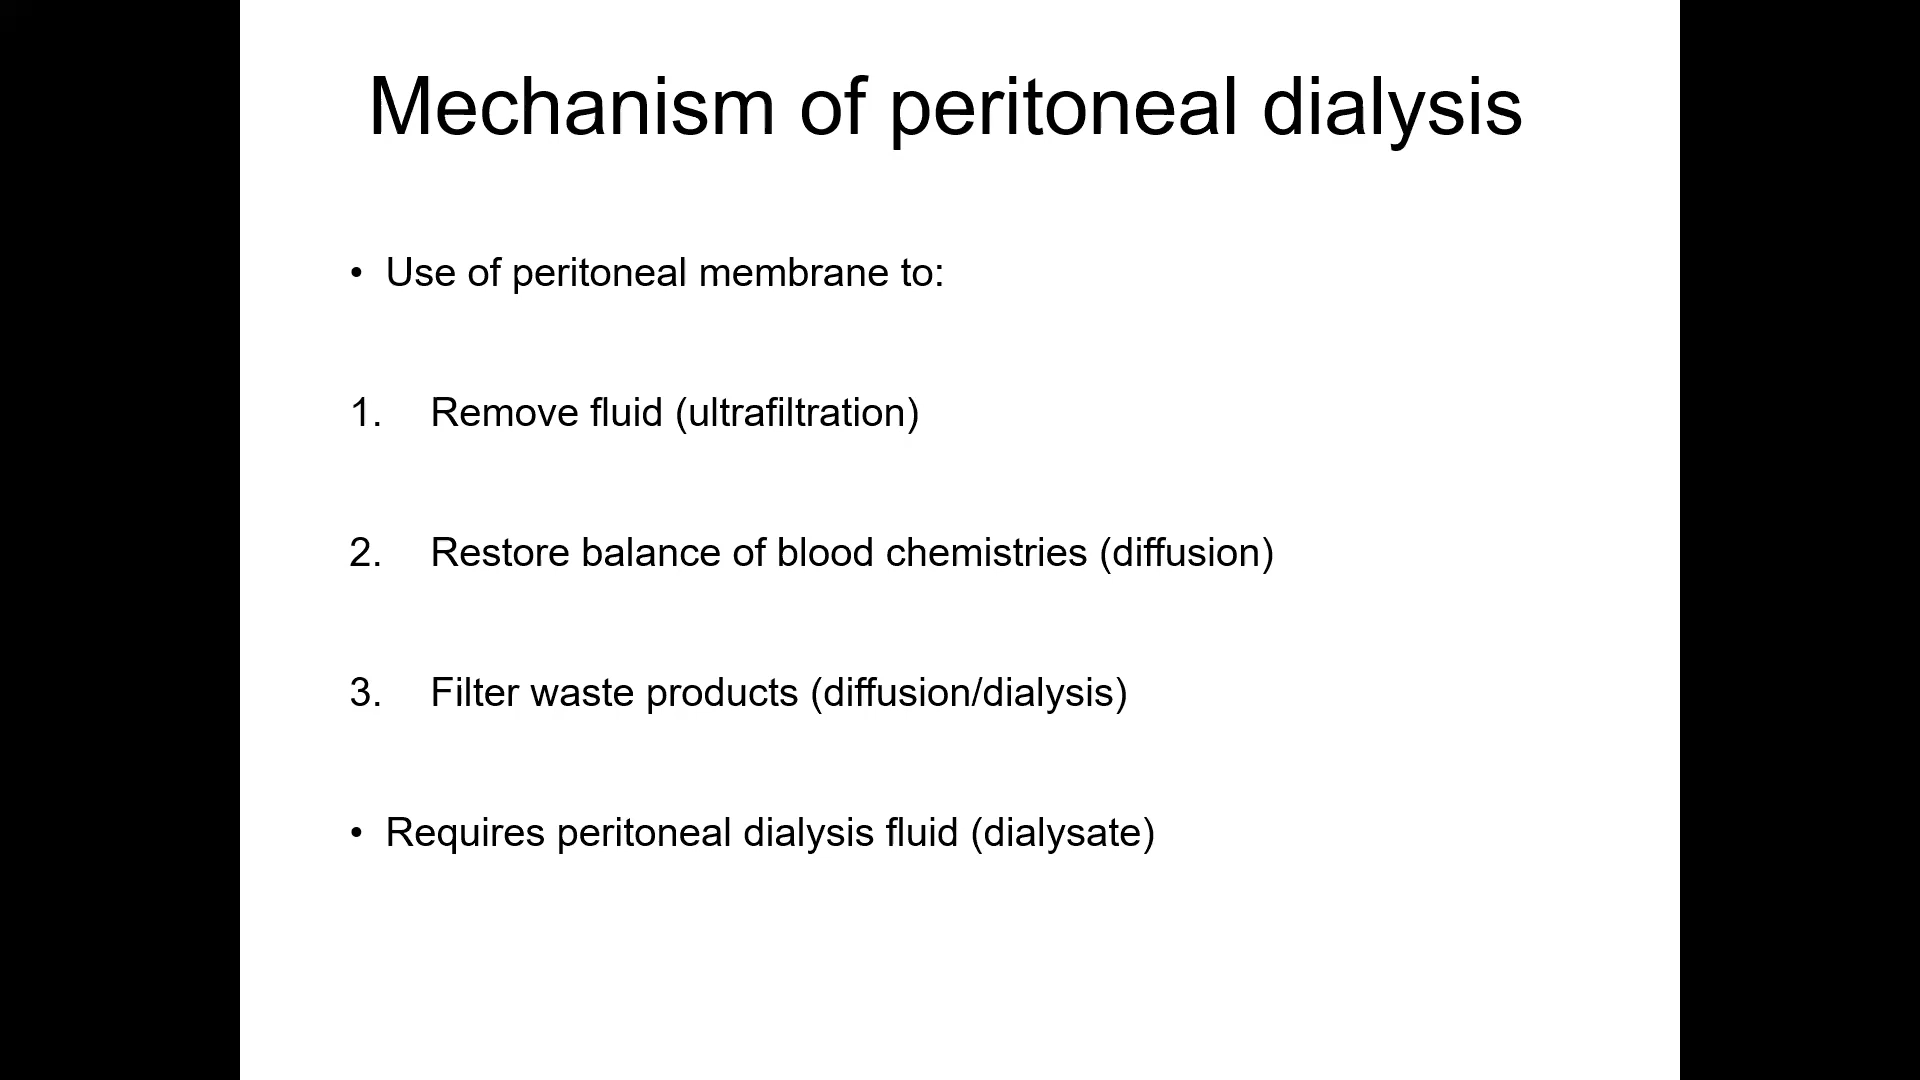 Mechanism of peritoneal dialysis
• Use of peritoneal membrane to:
1. Remove fluid (ultrafiltration)
2. Restore balance of blood chemistries (diffusion)
3. Filter waste products (diffusion/dialysis)
• Requires peritoneal dialysis fluid (dialysate)